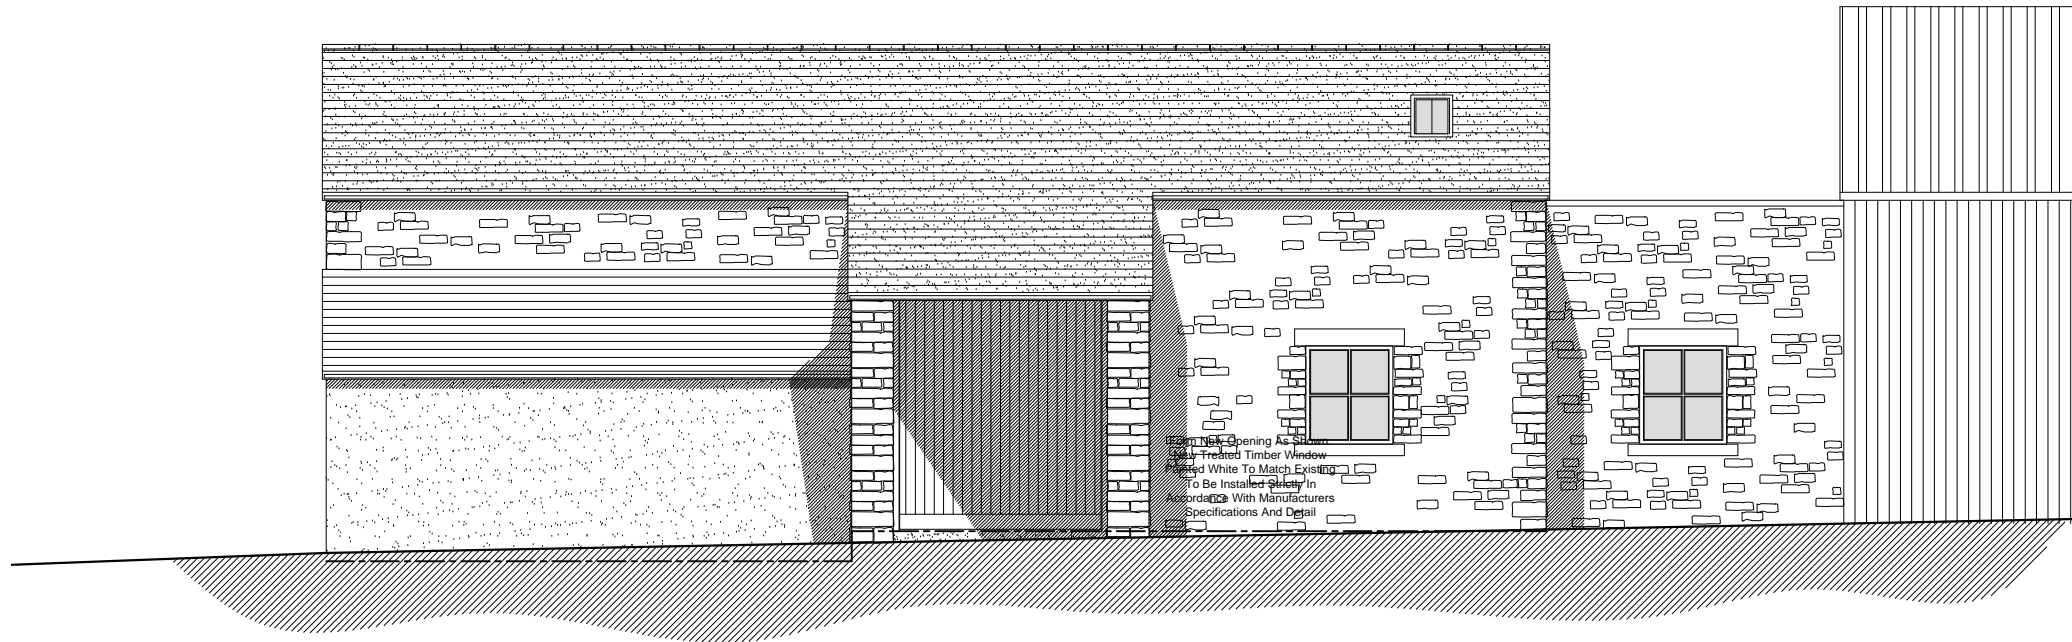 Form New Opening As Shown.
New Treated Timber Window
Painted White To Match Existing
To Be Installed Strictly In
Accordance With Manufacturers
Specifications And Detail